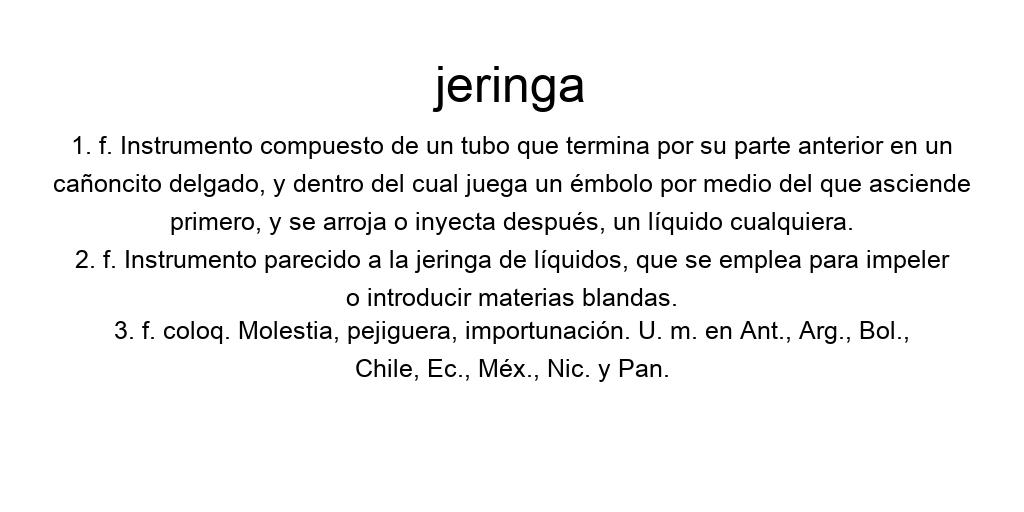 jeringa
1. f. Instrumento compuesto de un tubo que termina por su parte anterior en un
cañoncito delgado, y dentro del cual juega un émbolo por medio del que asciende
primero, y se arroja o inyecta después, un líquido cualquiera.
2. f. Instrumento parecido a la jeringa de líquidos, que se emplea para impeler
o introducir materias blandas.
3. f. coloq. Molestia, pejiguera, importunación. U. m. en Ant., Arg., Bol.,
Chile, Ec., Méx., Nic. y Pan.